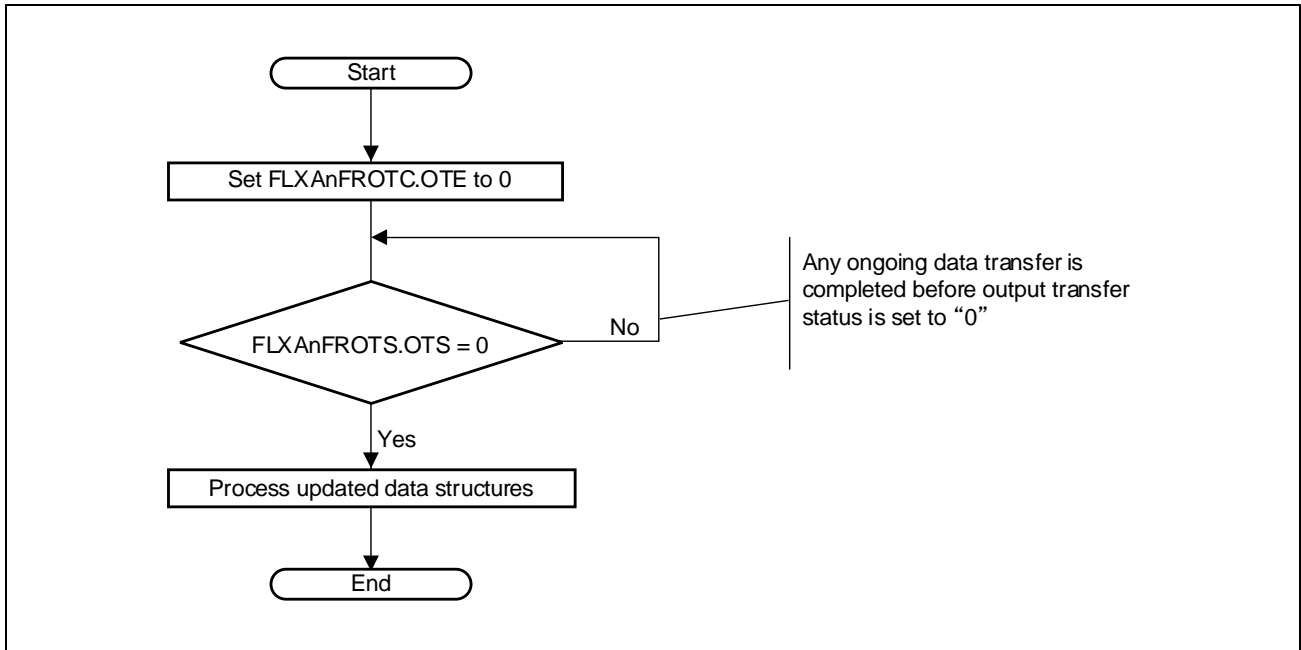 Start
Set FLXAnFROTC.OTE to 0
Any ongoing data transfer is
completed before output transfer
status is set to “0”
No
FLXAnFROTS.OTS = 0
Yes
Process updated data structures
End